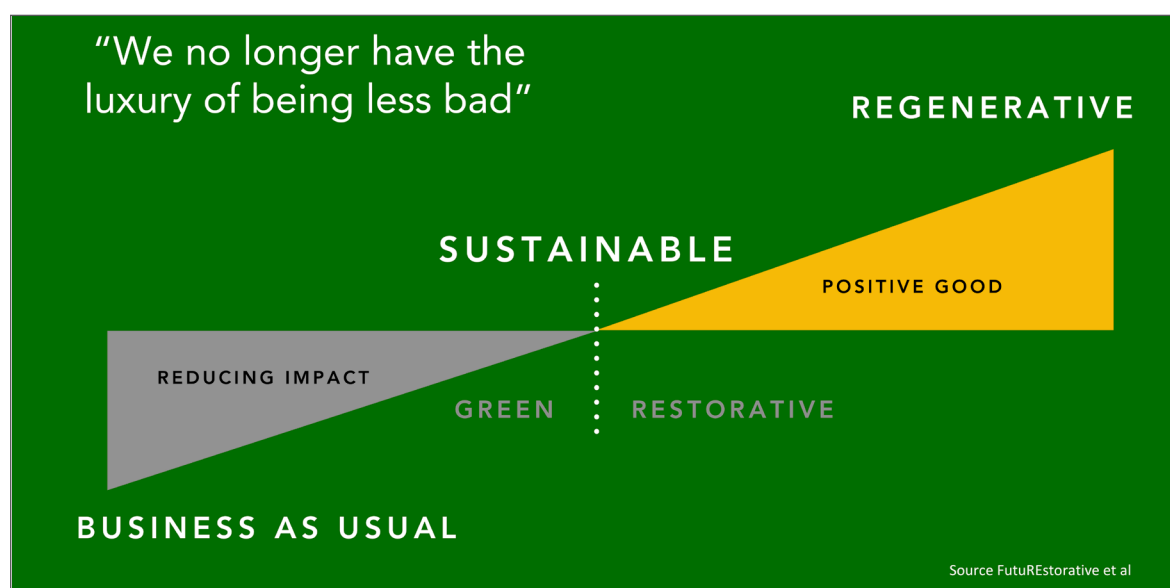 “We no longer have the
luxury of being less bad”
REGENERATIVE
SUSTAINABLE
POSITIVE GOOD
REDUCING IMPACT
GREEN
RESTORATIVE
BUSINESS AS USUAL
Source FutuREstorative et al